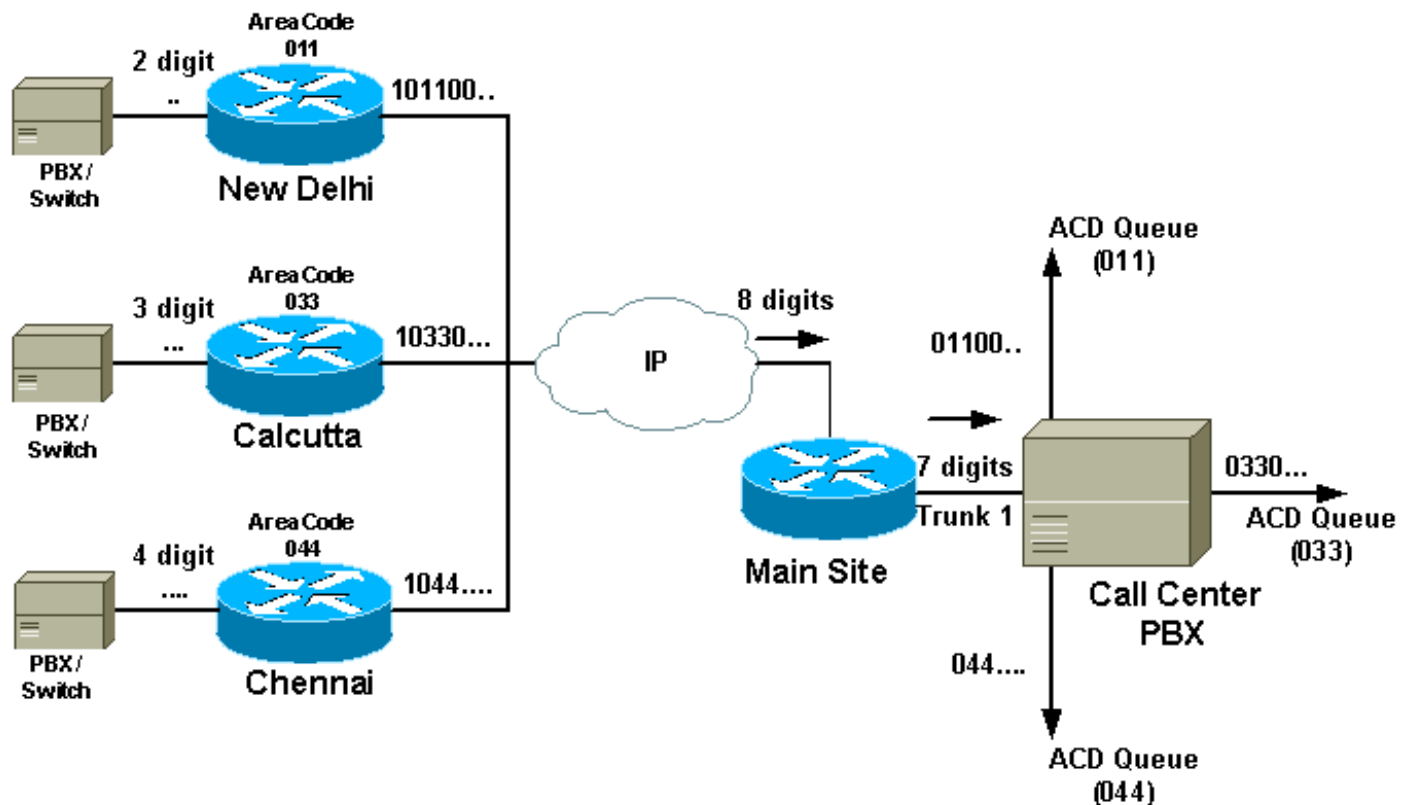 Area Code
011
2 digit
..
101100..
PBX /
Switch
New Delhi
Area Code
033
3 digit
...
10330...
PBX /
Switch
Calcutta
Area Code
044
4 digit
....
1044....
PBX /
Switch
Chennai
IP
8 digits
Main Site
7 digits
Trunk 1
ACD Queue
(011)
01100..
0330...
ACD Queue
(033)
Call Center
PBX
044....
ACD Queue
(044)